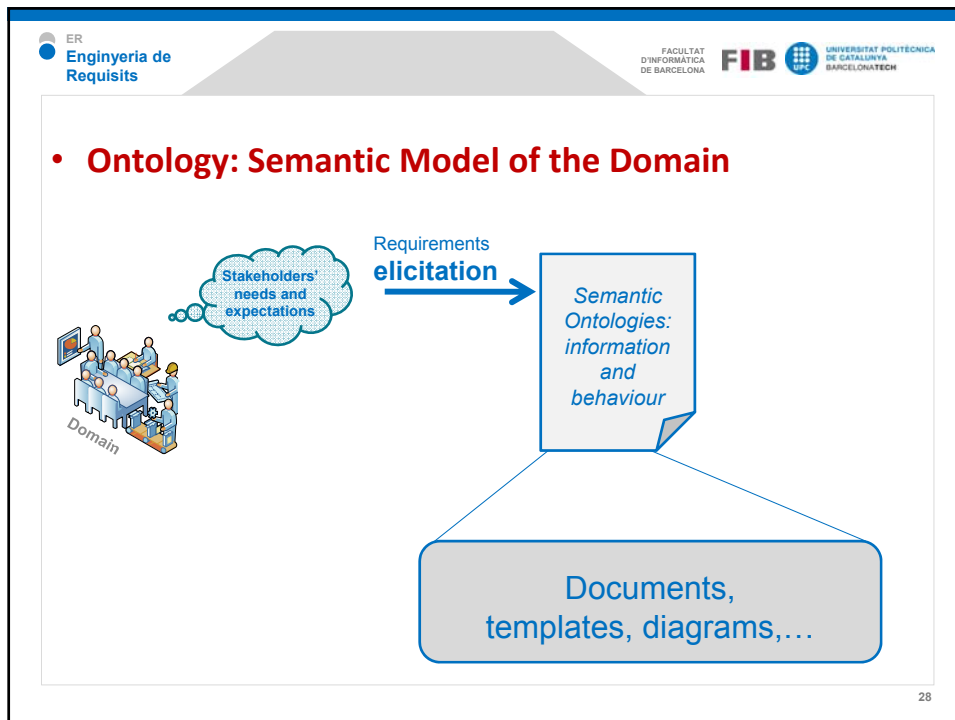 ER
Enginyeria de
Requisits
FACULTAT
D'INFORMÀTICA
DE BARCELONA
FIB
UPC
UNIVERSITAT POLITÈCNICA
DE CATALUNYA
BARCELONATECH
• Ontology: Semantic Model of the Domain
Stakeholders'
needs and
expectations
Requirements
elicitation
Semantic
Ontologies:
information
and
behaviour
Domain
Documents,
templates, diagrams,…
28